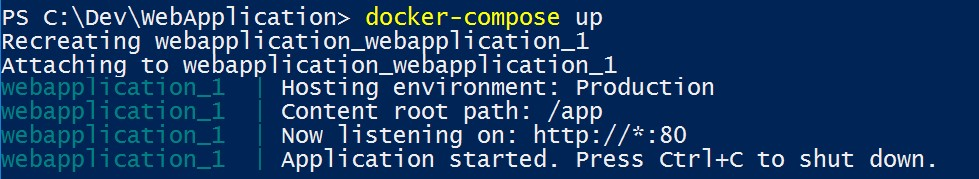 PS C:\Dev\WebApplication> docker-compose up
Recreating webapplication_webapplication_1
Attaching to webapplication_webapplication_1
webapplication_1  | Hosting environment: Production
webapplication_1  | Content root path: /app
webapplication_1  | Now listening on: http://*:80
webapplication_1  | Application started. Press Ctrl+C to shut down.